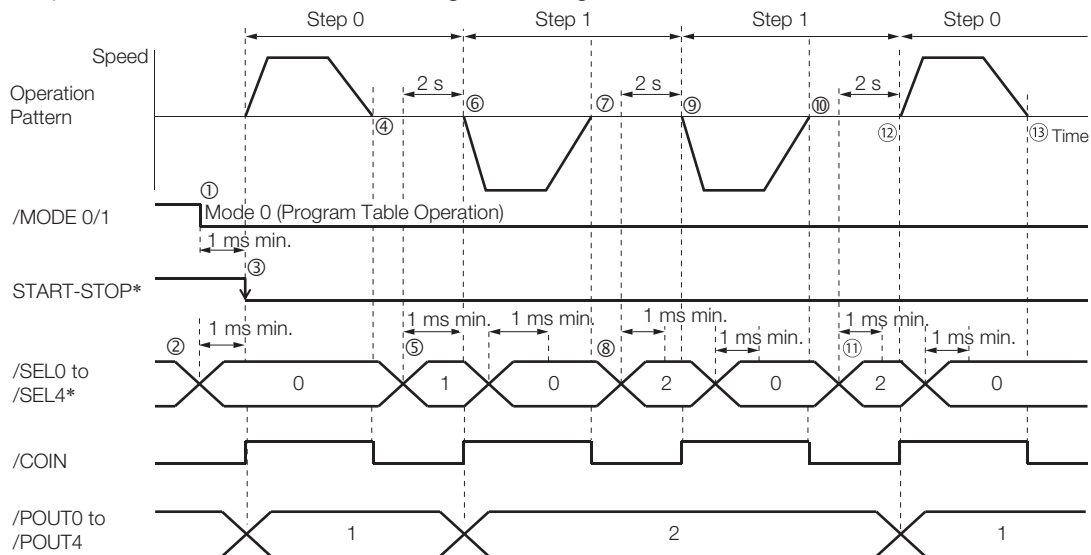 Step 0 Step 1 Step 1 Step 0
Speed
2 s 2 s 2 s
Operation
Pattern
⑥ ⑦ ⑨ ⑩
④ ⑫ ⑬ Time
①
/MODE 0/1 Mode 0 (Program Table Operation)
1 ms min.
③
START-STOP*
1 ms min. 1 ms min. 1 ms min. 1 ms min. 1 ms min. 1 ms min. 1 ms min.
② ⑤ ⑧ ⑪
/SEL0 to
/SEL4*
0 1 0 2 0 2 0
/COIN
/POUT0 to
/POUT4
1 2 1